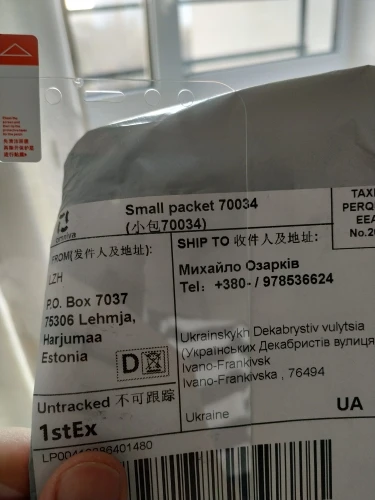 Small packet 70034
(小包70034)
FROM(发件人及地址):
LZH
P.O. Box 7037
75306 Lehmja,
Harjumaa
Estonia
D
Untracked 不可跟踪
1stEx
SHIP TO 收件人及地址:
Михайло Озарків
Tel: +380- / 978536624
Ukrainskykh Dekabrystiv vulytsia
(Українських Декабристів вулиця
Ivano-Frankivsk
Ivano-Frankivska , 76494
Ukraine
UA
TAX
PERQ
EEA